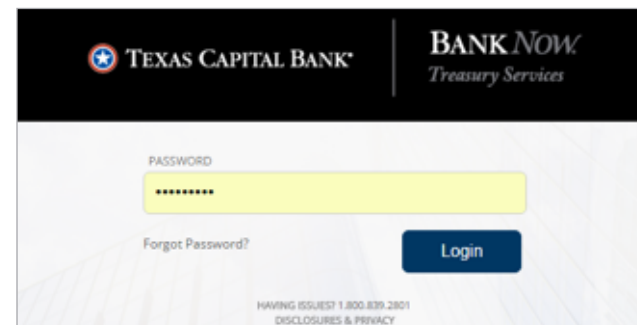 TEXAS CAPITAL BANK®
BANK NOW.
Treasury Services
PASSWORD
•••••••••
Forgot Password?
Login
HAVING ISSUES? 1.800.839.2801
DISCLOSURES & PRIVACY